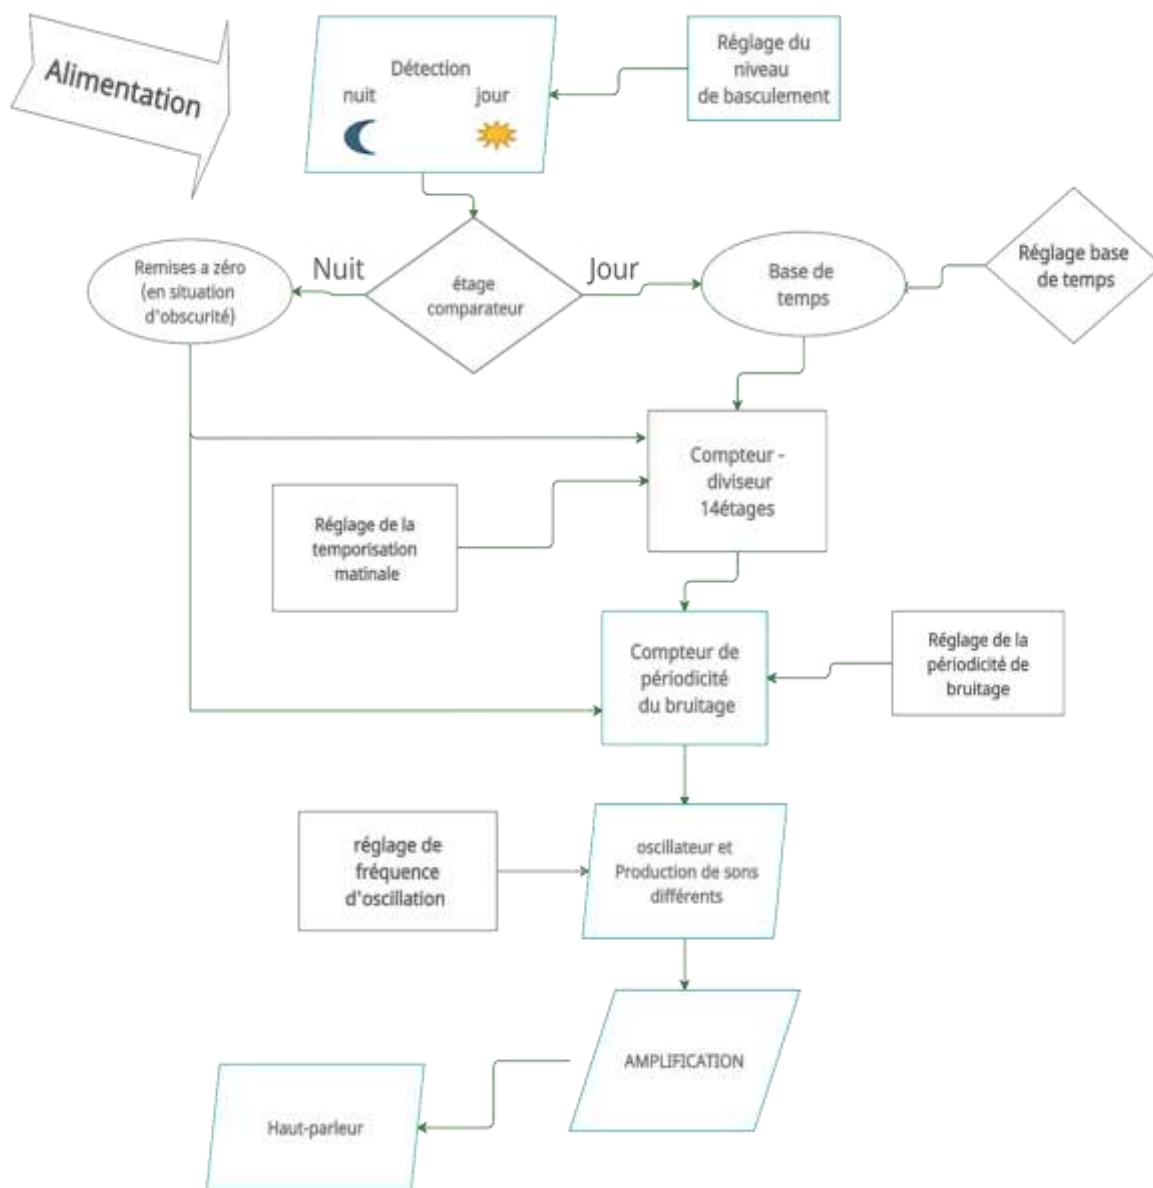 Alimentation
Détection
nuit jour
Réglage du
niveau
de basculement
Remises a zéro
(en situation
d'obscurité)
Nuit
étage
comparateur
Jour
Base de
temps
Réglage base
de temps
Compteur -
diviseur
14étages
Réglage de la
temporisation
matinale
Compteur de
périodicité
du bruitage
Réglage de la
périodicité de
bruitage
réglage de
fréquence
d'oscillation
oscillateur et
Production de sons
différents
AMPLIFICATION
Haut-parleur